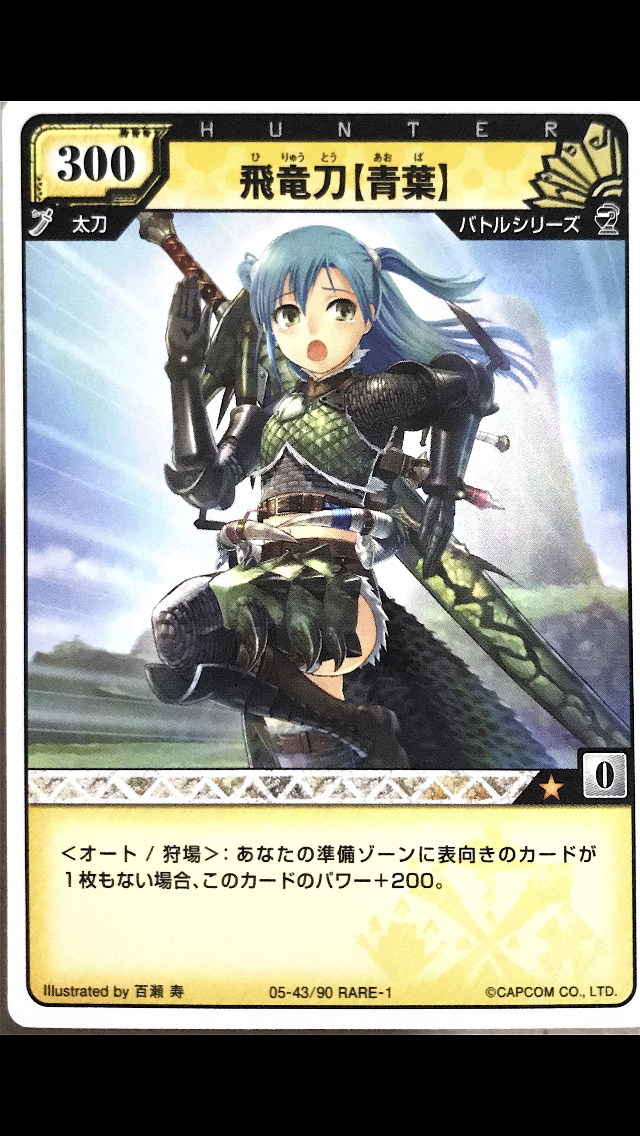 HUNTER
300
ひりゅうとう あおば
飛竜刀【青葉】
太刀
バトルシリーズ
0
<オート / 狩場>：あなたの準備ゾーンに表向きのカードが
1枚もない場合、このカードのパワー+200。
Illustrated by 百瀬 寿
05-43/90 RARE-1
©CAPCOM CO., LTD.